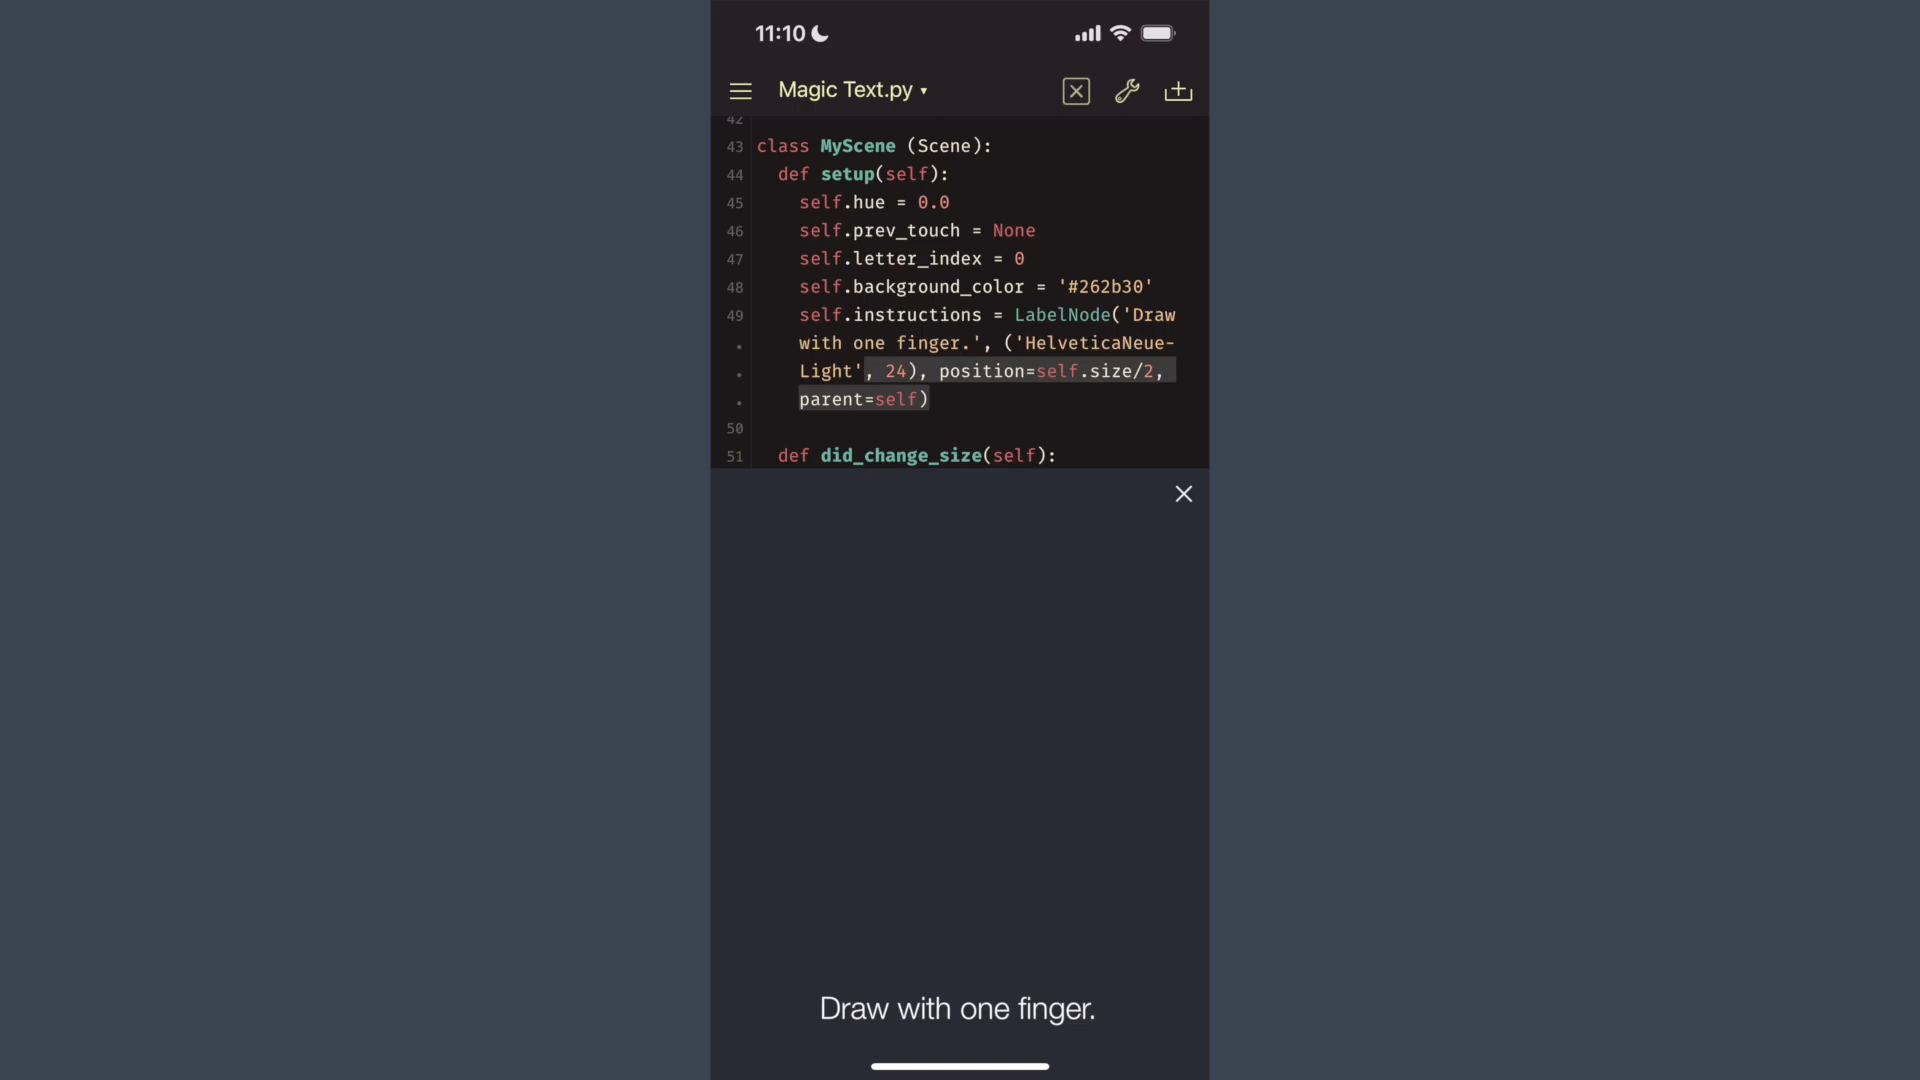 11:10
Magic Text.py ▾
42
43 class MyScene (Scene):
44 def setup(self):
45 self.hue = 0.0
46 self.prev_touch = None
47 self.letter_index = 0
48 self.background_color = '#262b30'
49 self.instructions = LabelNode('Draw
with one finger.', ('HelveticaNeue-
Light', 24), position=self.size/2,
parent=self)
50
51 def did_change_size(self):
Draw with one finger.